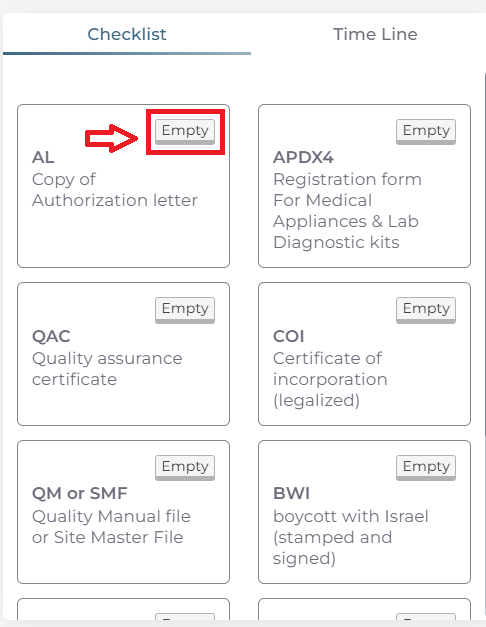 Checklist
Time Line
Empty
AL
Copy of
Authorization letter
Empty
APDX4
Registration form
For Medical
Appliances & Lab
Diagnostic kits
Empty
QAC
Quality assurance
certificate
Empty
COI
Certificate of
incorporation
(legalized)
Empty
QM or SMF
Quality Manual file
or Site Master File
Empty
BWI
boycott with Israel
(stamped and
signed)
Empty
Empty